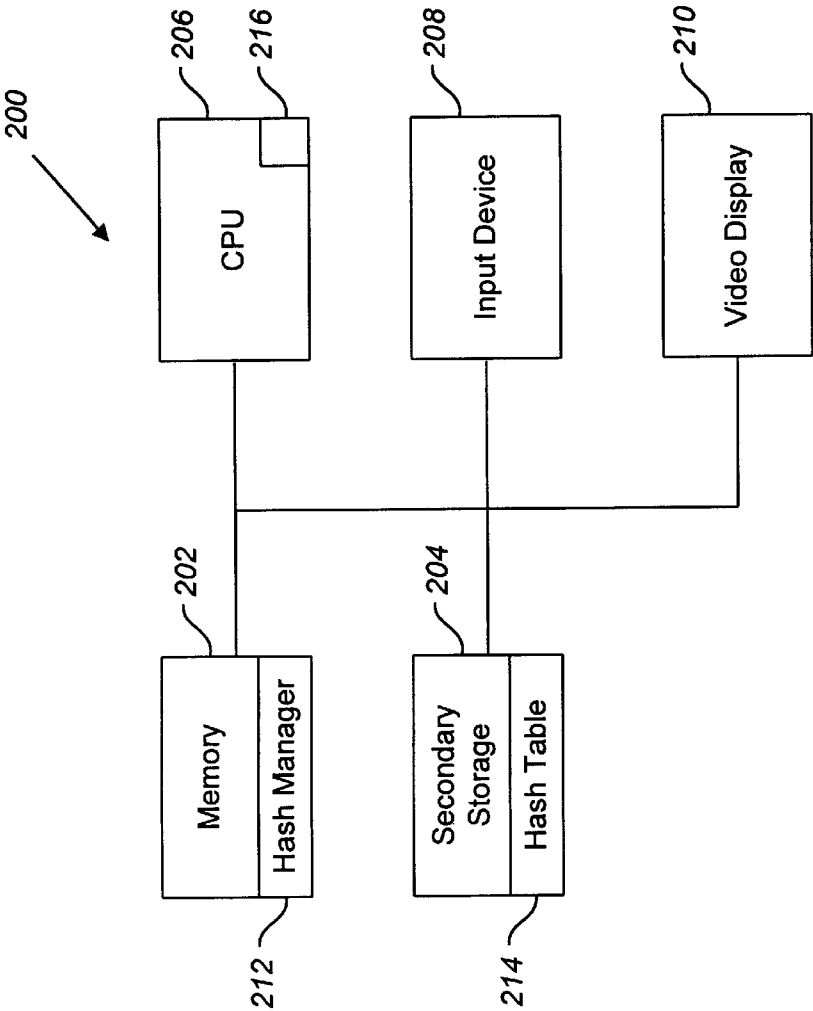 200
202
Memory
Hash Manager
212
206
CPU
216
204
Secondary
Storage
Hash Table
214
208
Input Device
210
Video Display